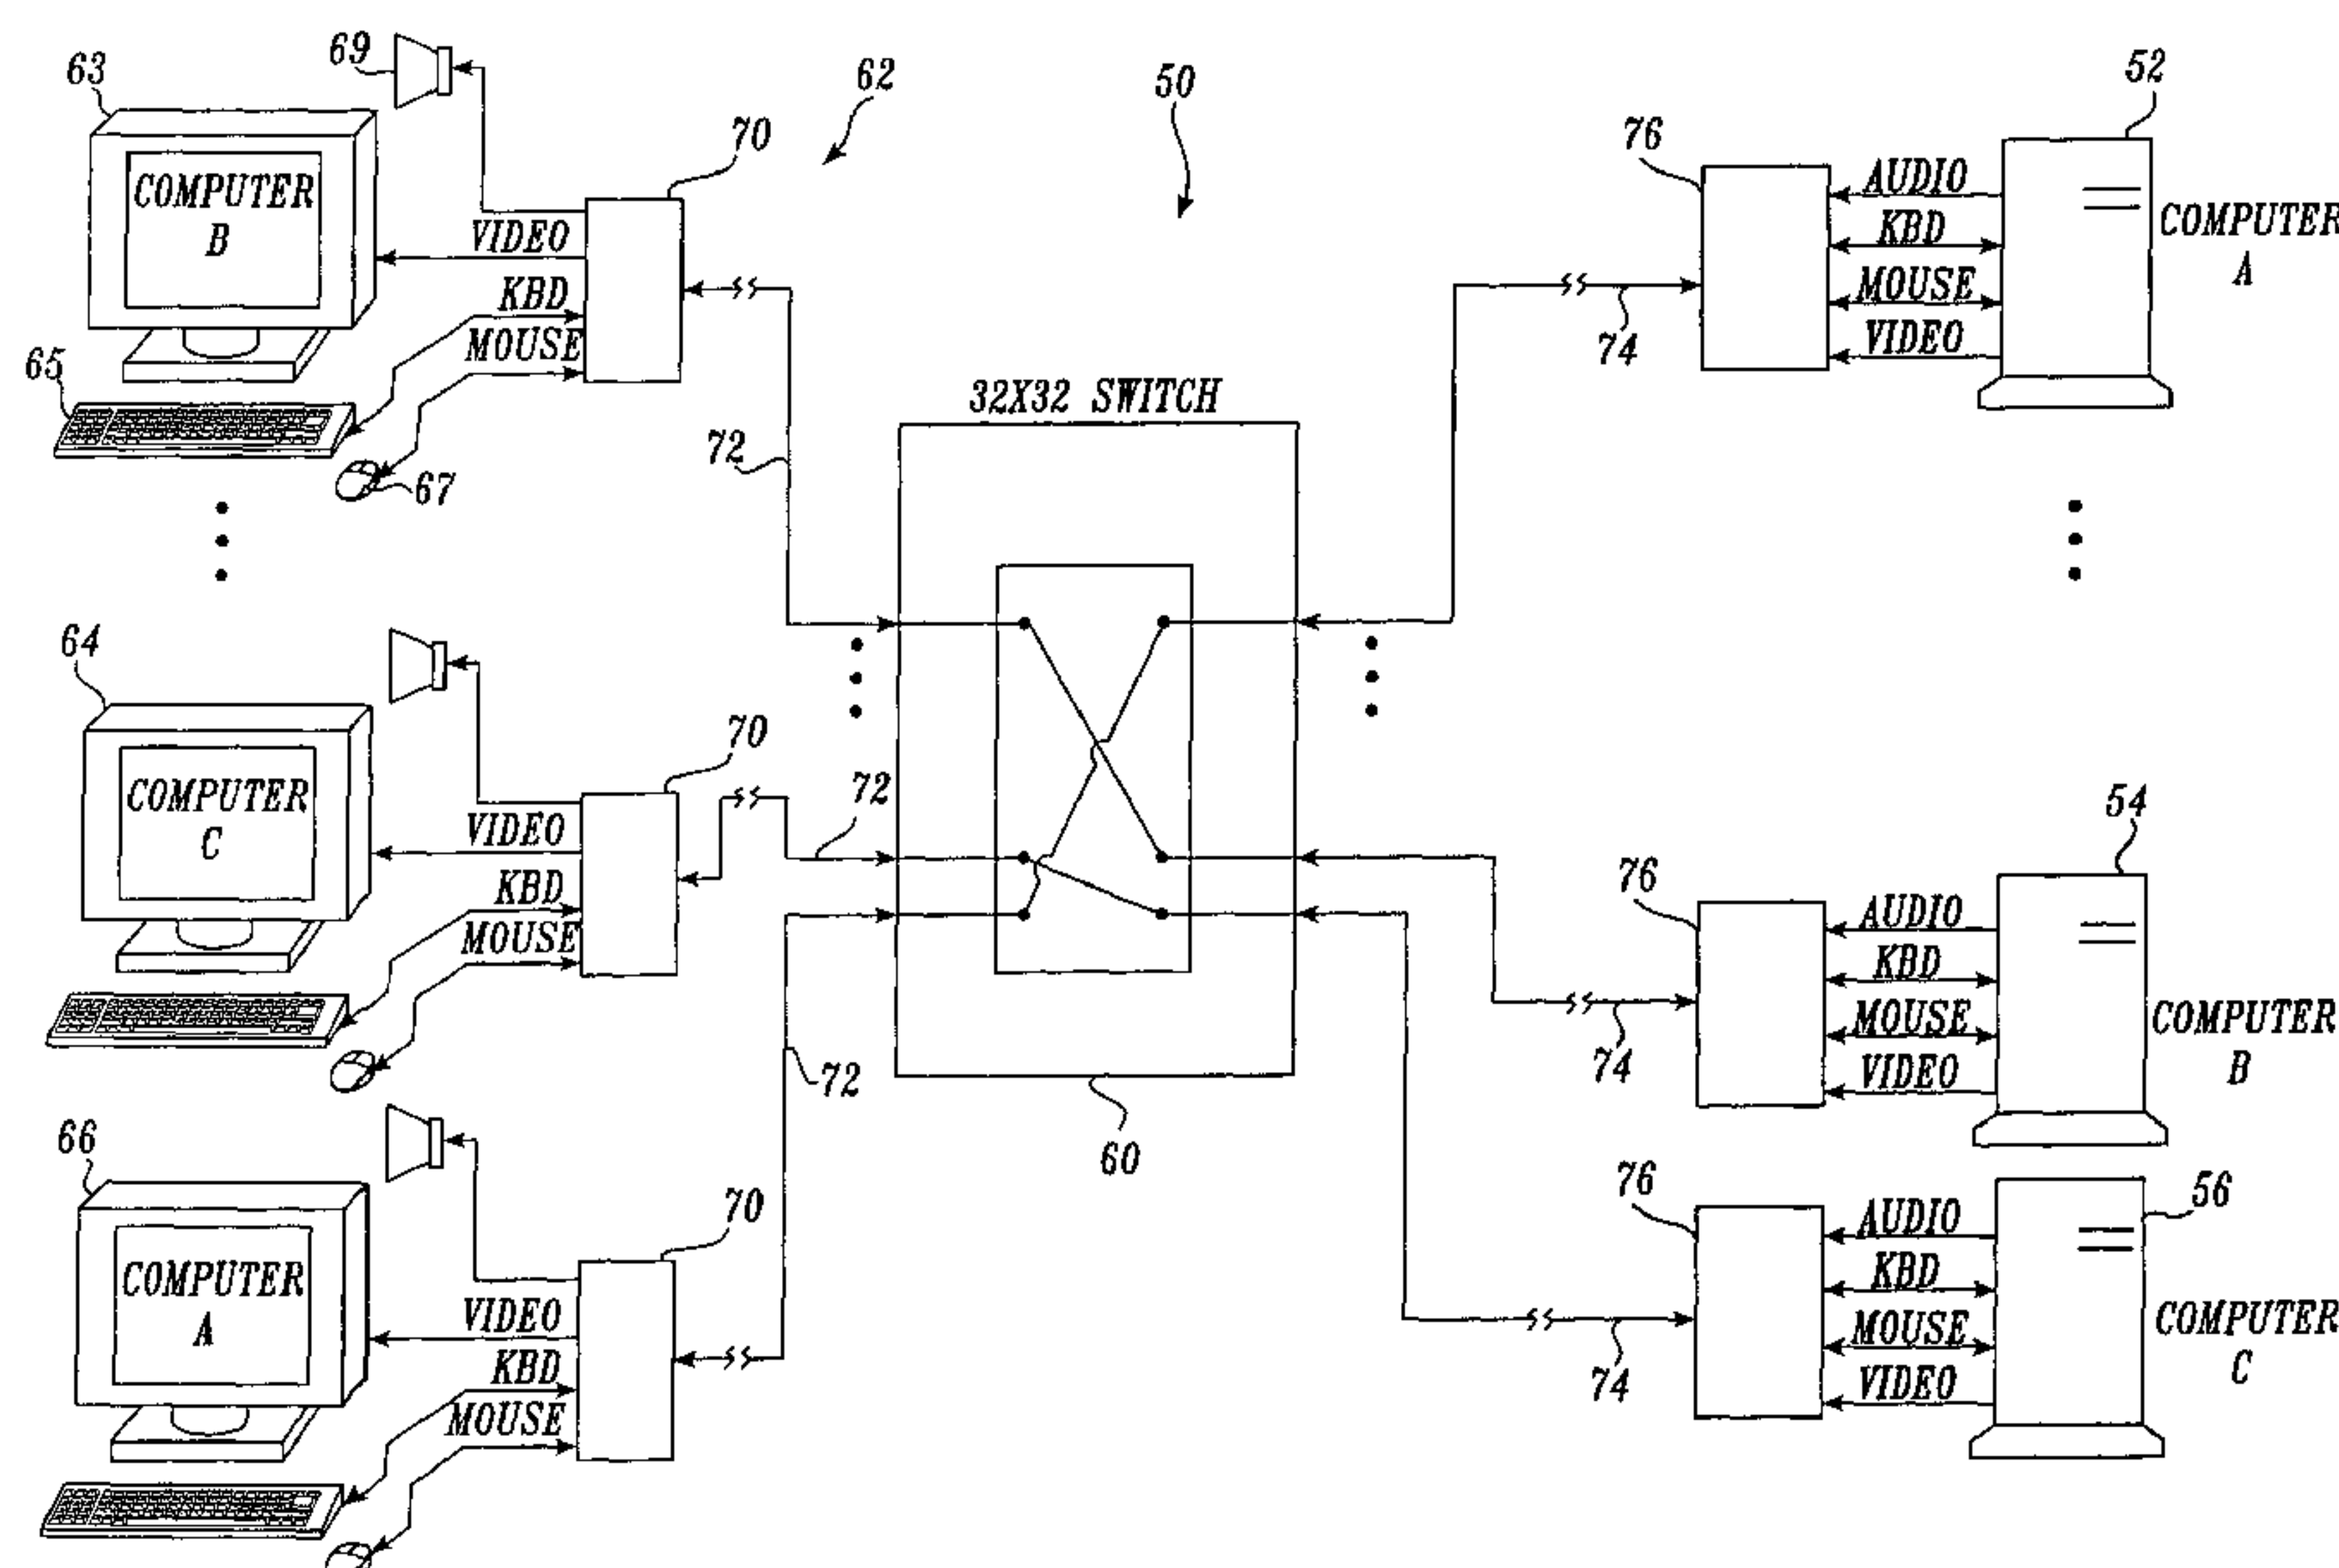 63
69
62
50
52
70
76
COMPUTER
B
VIDEO
KBD
MOUSE
65
67
AUDIO
KBD
MOUSE
VIDEO
COMPUTER
A
74
32X32 SWITCH
72
64
70
COMPUTER
C
VIDEO
KBD
MOUSE
72
54
76
AUDIO
KBD
MOUSE
VIDEO
COMPUTER
B
74
72
60
66
70
COMPUTER
A
VIDEO
KBD
MOUSE
76
56
AUDIO
KBD
MOUSE
VIDEO
COMPUTER
C
74